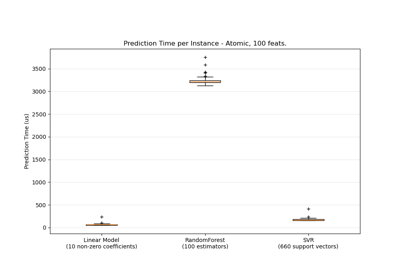 Prediction Time per Instance - Atomic, 100 feats.
Prediction Time (us)
3500
3000
2500
2000
1500
1000
500
0
Linear Model
(10 non-zero coefficients)
RandomForest
(100 estimators)
SVR
(660 support vectors)